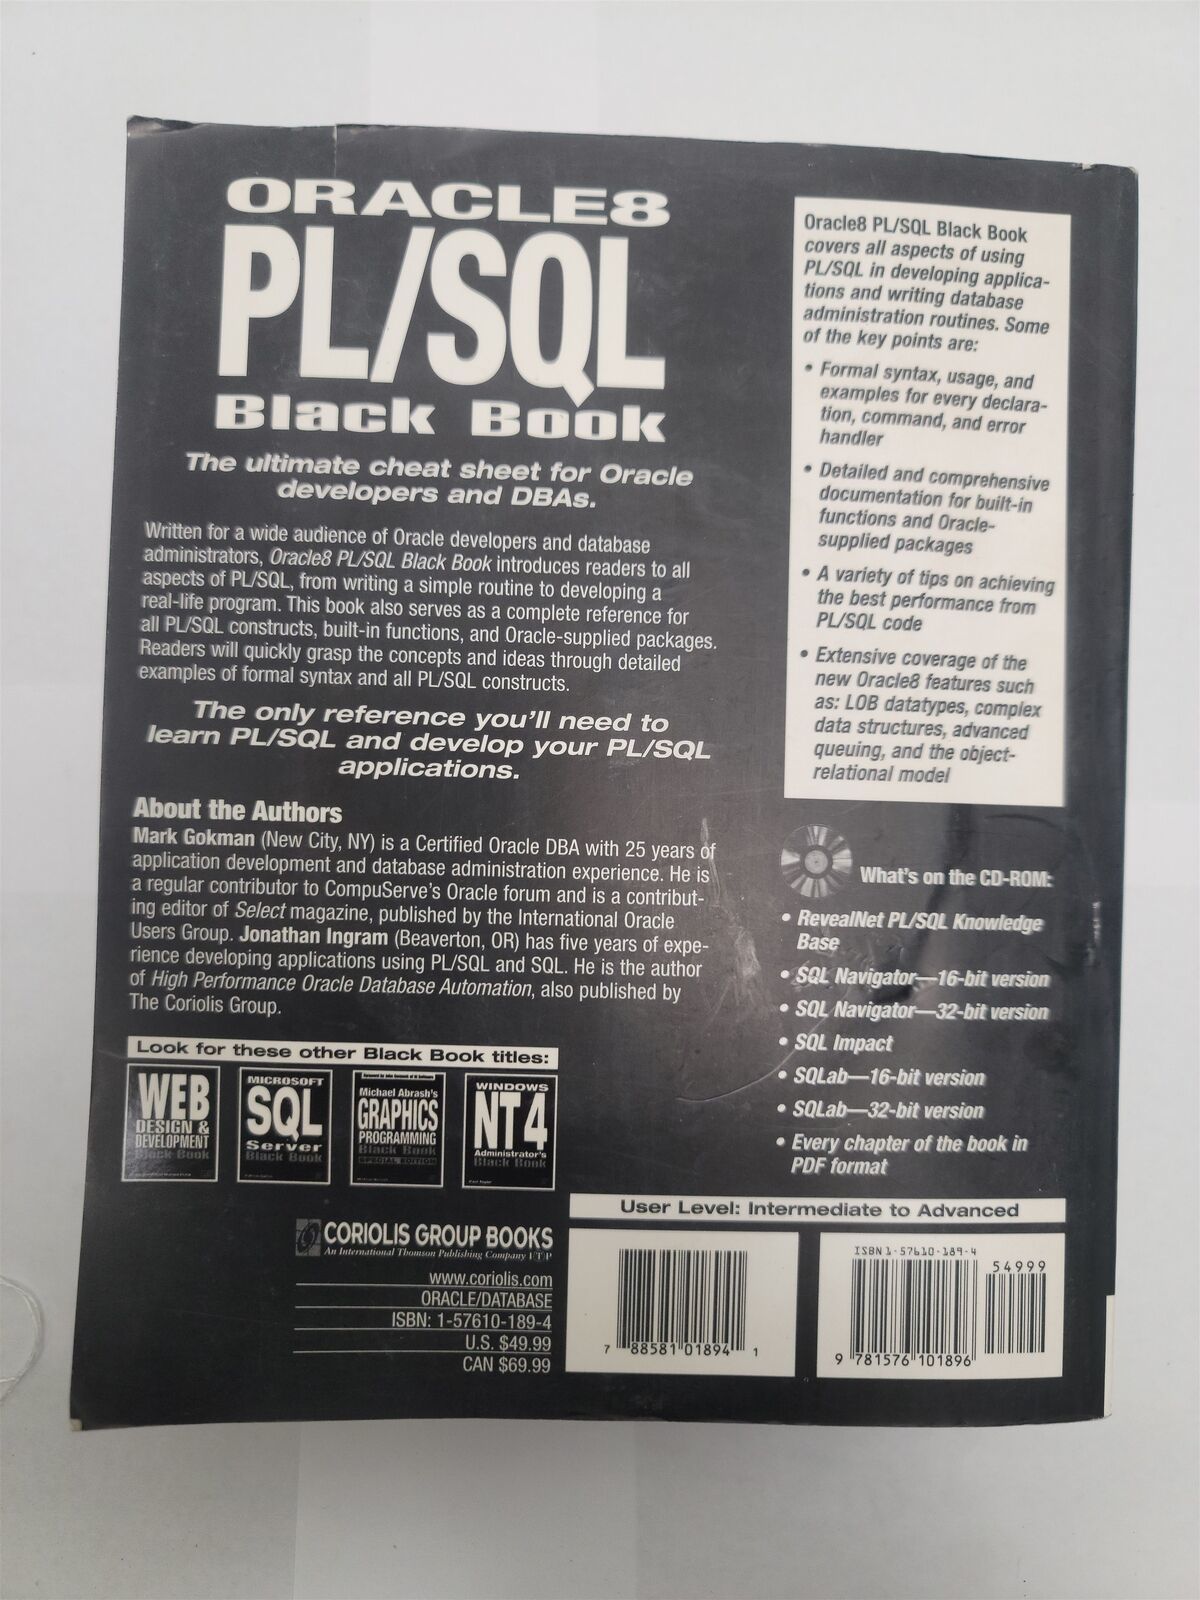 ORACLE8
PL/SQL
Black Book
The ultimate cheat sheet for Oracle
developers and DBAs.
Written for a wide audience of Oracle developers and database
administrators, Oracle8 PL/SQL Black Book introduces readers to all
aspects of PL/SQL, from writing a simple routine to developing a
real-life program. This book also serves as a complete reference for
all PL/SQL constructs, built-in functions, and Oracle-supplied packages.
Readers will quickly grasp the concepts and ideas through detailed
examples of formal syntax and all PL/SQL constructs.
The only reference you'll need to
learn PL/SQL and develop your PL/SQL
applications.
About the Authors
Mark Gokman (New City, NY) is a Certified Oracle DBA with 25 years of
application development and database administration experience. He is
a regular contributor to CompuServe's Oracle forum and is a contribut-
ing editor of Select magazine, published by the International Oracle
Users Group. Jonathan Ingram (Beaverton, OR) has five years of expe-
rience developing applications using PL/SQL and SQL. He is the author
of High Performance Oracle Database Automation, also published by
The Coriolis Group.
Look for these other Black Book titles:
WEB
DESIGN &
DEVELOPMENT
Black Book
MICROSOFT
SQL
Server
Black Book
Michael Abrash's
GRAPHICS
PROGRAMMING
Black Book
SPECIAL EDITION
WINDOWS
NT 4
Administrator's
Black Book
CORIOLIS GROUP BOOKS
An International Thomson Publishing Company ITP
www.coriolis.com
ORACLE/DATABASE
ISBN: 1-57610-189-4
U.S. $49.99
CAN $69.99
Oracle8 PL/SQL Black Book
covers all aspects of using
PL/SQL in developing applica-
tions and writing database
administration routines. Some
of the key points are:
• Formal syntax, usage, and
examples for every declara-
tion, command, and error
handler
• Detailed and comprehensive
documentation for built-in
functions and Oracle-
supplied packages
• A variety of tips on achieving
the best performance from
PL/SQL code
• Extensive coverage of the
new Oracle8 features such
as: LOB datatypes, complex
data structures, advanced
queuing, and the object-
relational model
What's on the CD-ROM:
• RevealNet PL/SQL Knowledge
Base
• SQL Navigator—16-bit version
• SQL Navigator—32-bit version
• SQL Impact
• SQLab—16-bit version
• SQLab—32-bit version
• Every chapter of the book in
PDF format
User Level: Intermediate to Advanced
7 88581 01894 1
ISBN 1-57610-189-4
54999
9 781576 101896